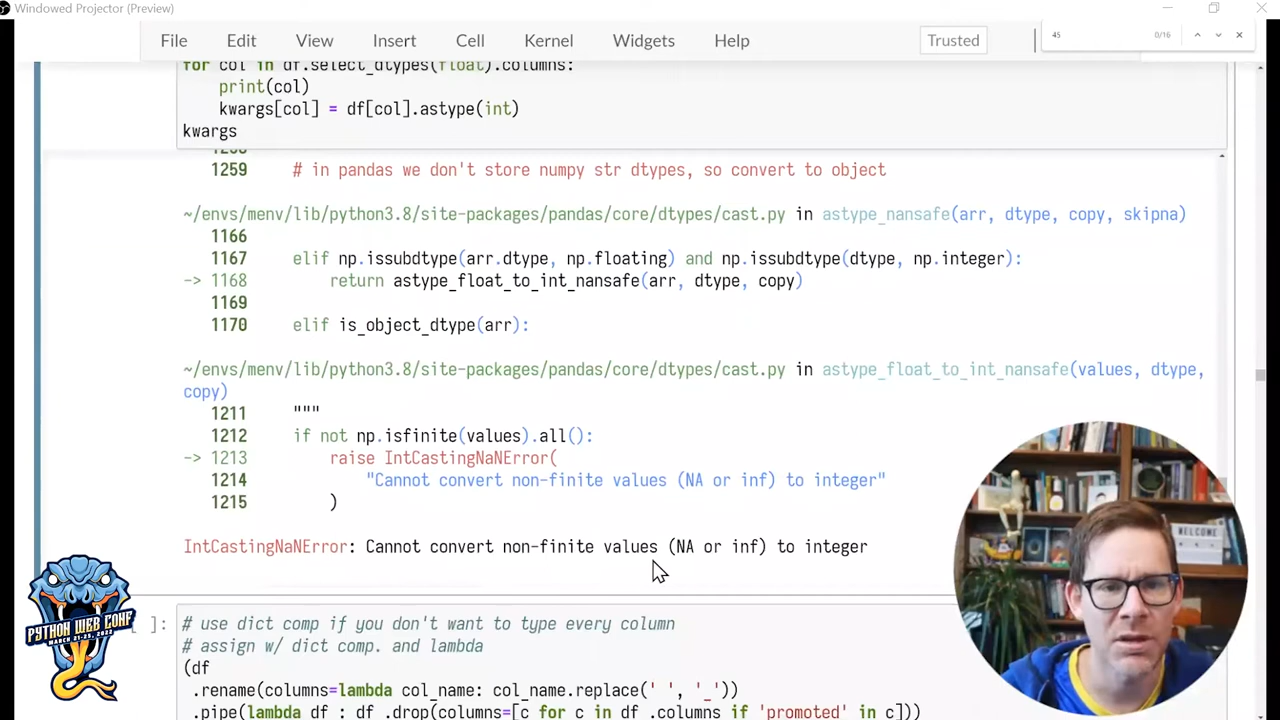 Windowed Projector (Preview)
File Edit View Insert Cell Kernel Widgets Help Trusted
45 0/16
for col in df.select_dtypes(float).columns:
print(col)
kwargs[col] = df[col].astype(int)
kwargs
1259 # in pandas we don't store numpy str dtypes, so convert to object
~/envs/menv/lib/python3.8/site-packages/pandas/core/dtypes/cast.py in astype_nansafe(arr, dtype, copy, skipna)
1166
1167 elif np.issubdtype(arr.dtype, np.floating) and np.issubdtype(dtype, np.integer):
-> 1168 return astype_float_to_int_nansafe(arr, dtype, copy)
1169
1170 elif is_object_dtype(arr):
~/envs/menv/lib/python3.8/site-packages/pandas/core/dtypes/cast.py in astype_float_to_int_nansafe(values, dtype,
copy)
1211 """
1212 if not np.isfinite(values).all():
-> 1213 raise IntCastingNaNError(
1214 "Cannot convert non-finite values (NA or inf) to integer"
1215 )
IntCastingNaNError: Cannot convert non-finite values (NA or inf) to integer
]: # use dict comp if you don't want to type every column
# assign w/ dict comp. and lambda
(df
.rename(columns=lambda col_name: col_name.replace(' ', '_'))
.pipe(lambda df_: df_.drop(columns=[c for c in df_.columns if 'promoted' in c]))
PYTHON WEB CONF
MARCH 21-25, 2022
WELCOME